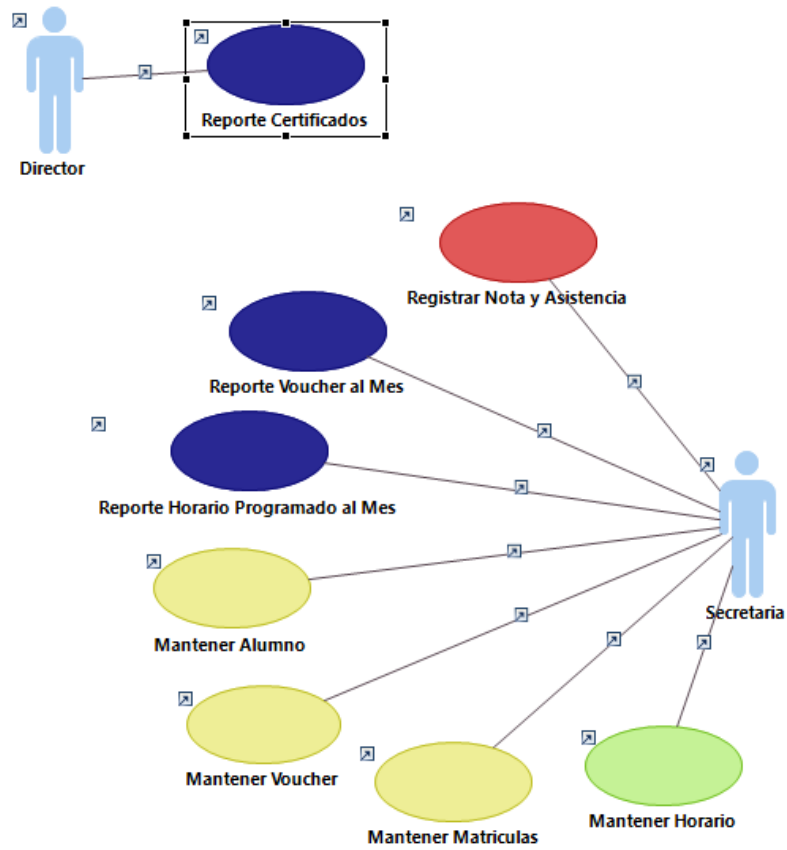 Reporte Certificados
Director
Registrar Nota y Asistencia
Reporte Voucher al Mes
Reporte Horario Programado al Mes
Secretaria
Mantener Alumno
Mantener Voucher
Mantener Horario
Mantener Matriculas